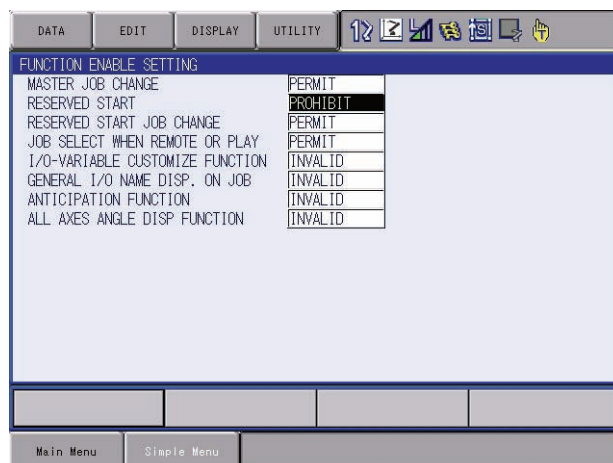 DATA EDIT DISPLAY UTILITY
FUNCTION ENABLE SETTING
MASTER JOB CHANGE PERMIT
RESERVED START PROHIBIT
RESERVED START JOB CHANGE PERMIT
JOB SELECT WHEN REMOTE OR PLAY PERMIT
I/O-VARIABLE CUSTOMIZE FUNCTION INVALID
GENERAL I/O NAME DISP. ON JOB INVALID
ANTICIPATION FUNCTION INVALID
ALL AXES ANGLE DISP FUNCTION INVALID
Main Menu Simple Menu